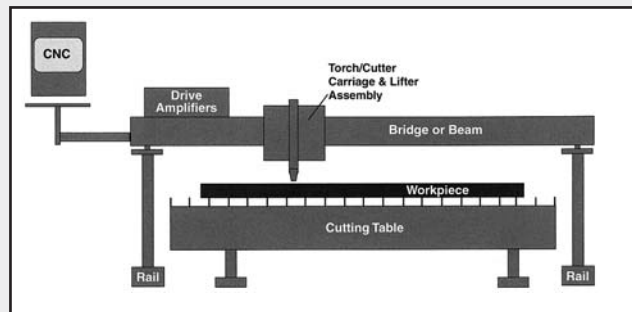 CNC
Drive
Amplifiers
Torch/Cutter
Carriage & Lifter
Assembly
Bridge or Beam
Workpiece
Cutting Table
Rail
Rail